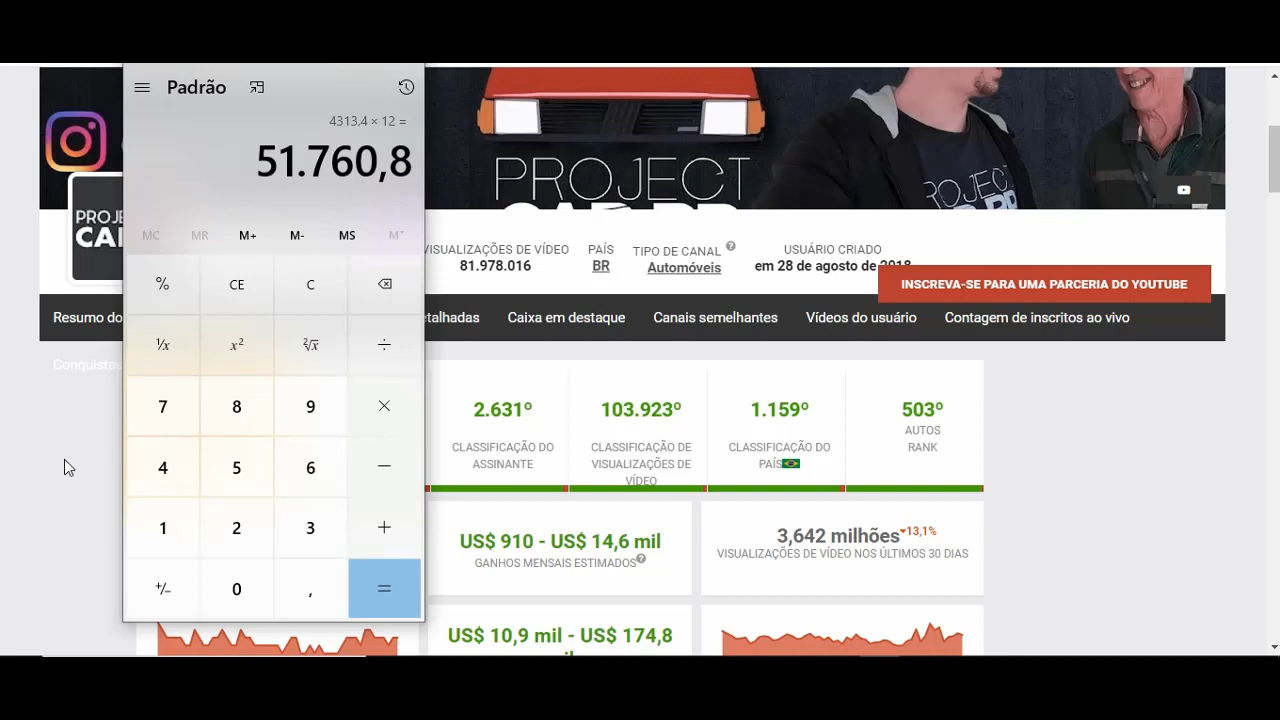 Padrão
4313,4 × 12 =
51.760,8
MC MR M+ M- MS
% CE C
¹/x x² ²√x ÷
7 8 9 ×
4 5 6 −
1 2 3 +
+/− 0 , =
PROJECT
PROJECT
PROJ
CAI
VISUALIZAÇÕES DE VÍDEO
81.978.016
PAÍS
BR
TIPO DE CANAL ?
Automóveis
USUÁRIO CRIADO
em 28 de agosto de 2018
INSCREVA-SE PARA UMA PARCERIA DO YOUTUBE
Resumo do etalhadas Caixa em destaque Canais semelhantes Vídeos do usuário Contagem de inscritos ao vivo
Conquistas
2.631º
CLASSIFICAÇÃO DO
ASSINANTE
103.923º
CLASSIFICAÇÃO DE
VISUALIZAÇÕES DE
VÍDEO
1.159º
CLASSIFICAÇÃO DO
PAÍS
503º
AUTOS
RANK
US$ 910 - US$ 14,6 mil
GANHOS MENSAIS ESTIMADOS ?
3,642 milhões 13,1%
VISUALIZAÇÕES DE VÍDEO NOS ÚLTIMOS 30 DIAS
US$ 10,9 mil - US$ 174,8